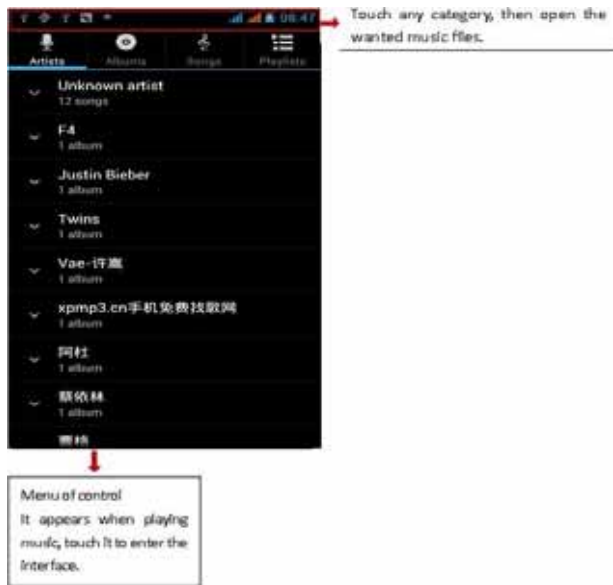 06:47
Touch any category, then open the
wanted music files.
Artists Albums Songs Playlists
Unknown artist
12 songs
F4
1 album
Justin Bieber
1 album
Twins
1 album
Vae-许嵩
1 album
xpmp3.cn手机免费找歌网
1 album
阿杜
1 album
蔡依林
1 album
Menu of control
It appears when playing
music, touch it to enter the
interface.